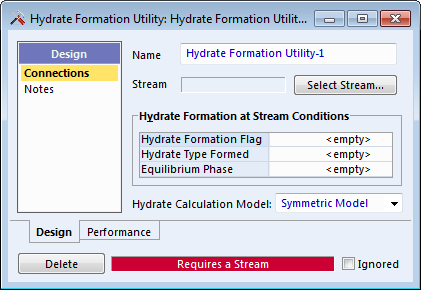 Hydrate Formation Utility: Hydrate Formation Utilit...
Design
Connections
Notes
Name
Hydrate Formation Utility-1
Stream
Select Stream...
Hydrate Formation at Stream Conditions
Hydrate Formation Flag <empty>
Hydrate Type Formed <empty>
Equilibrium Phase <empty>
Hydrate Calculation Model: Symmetric Model
Design Performance
Delete Requires a Stream Ignored